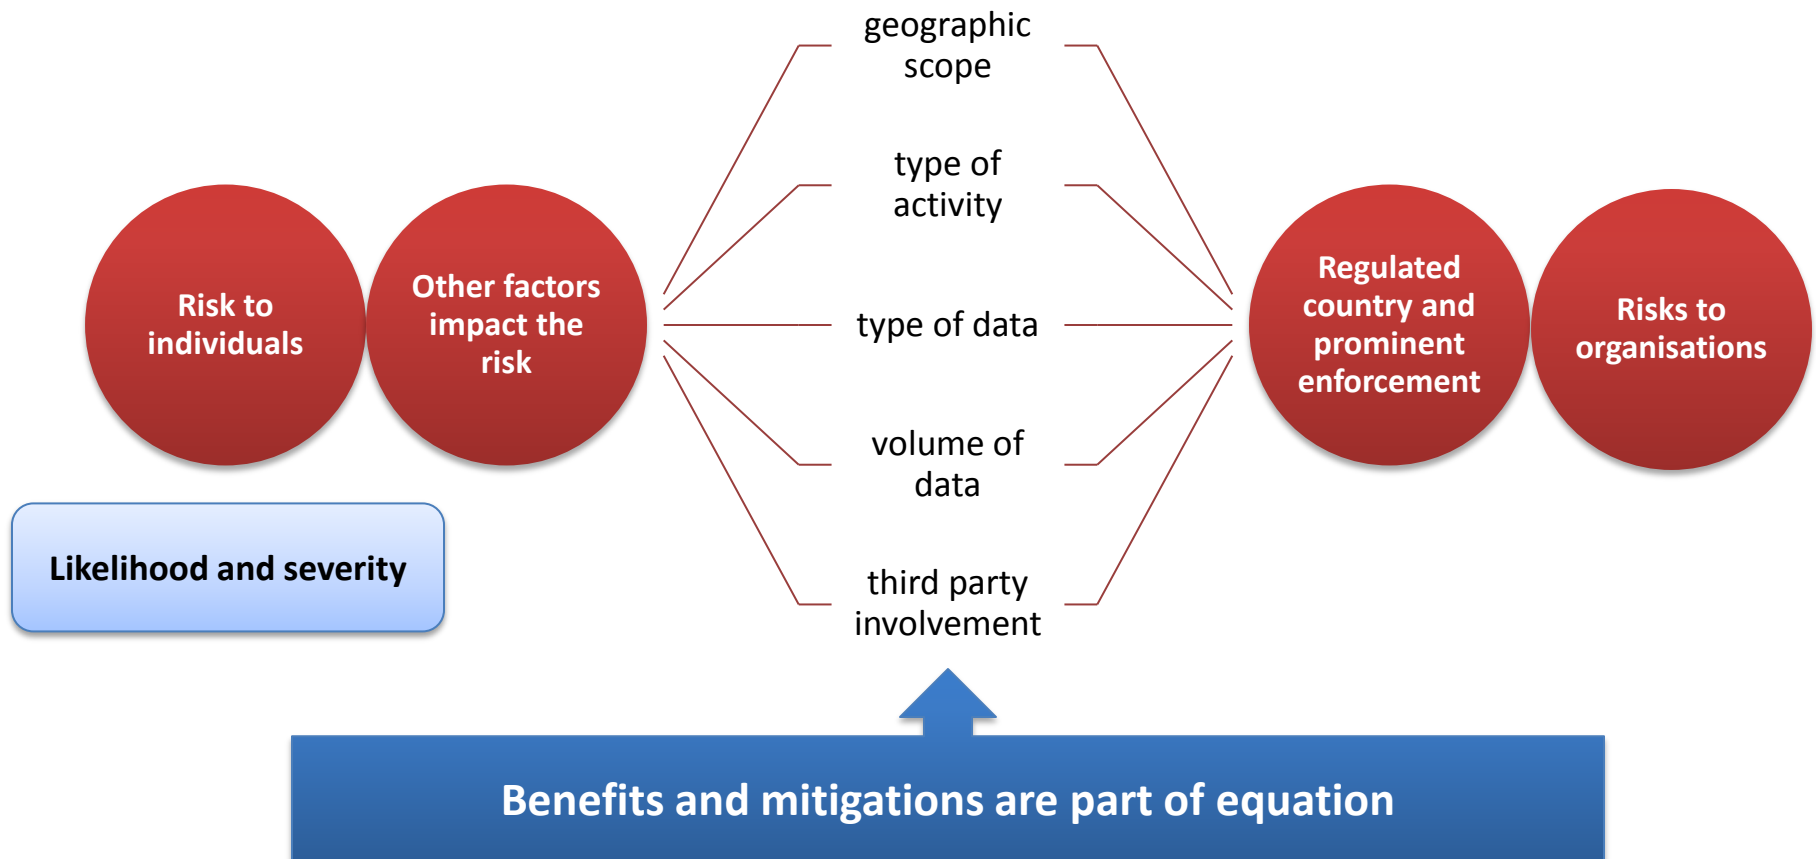 geographic
scope
type of
activity
Risk to
individuals
Other factors
impact the
risk
type of data
Regulated
country and
prominent
enforcement
Risks to
organisations
volume of
data
Likelihood and severity
third party
involvement
Benefits and mitigations are part of equation